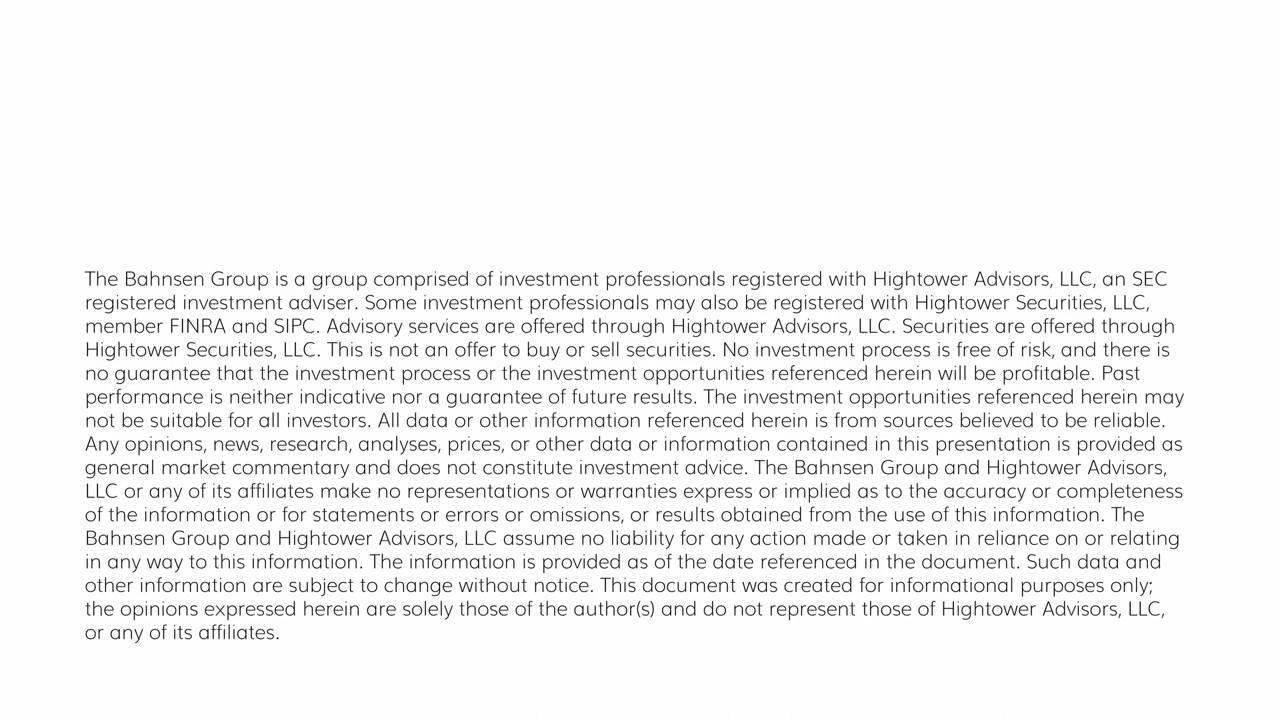 The Bahnsen Group is a group comprised of investment professionals registered with Hightower Advisors, LLC, an SEC
registered investment adviser. Some investment professionals may also be registered with Hightower Securities, LLC,
member FINRA and SIPC. Advisory services are offered through Hightower Advisors, LLC. Securities are offered through
Hightower Securities, LLC. This is not an offer to buy or sell securities. No investment process is free of risk, and there is
no guarantee that the investment process or the investment opportunities referenced herein will be profitable. Past
performance is neither indicative nor a guarantee of future results. The investment opportunities referenced herein may
not be suitable for all investors. All data or other information referenced herein is from sources believed to be reliable.
Any opinions, news, research, analyses, prices, or other data or information contained in this presentation is provided as
general market commentary and does not constitute investment advice. The Bahnsen Group and Hightower Advisors,
LLC or any of its affiliates make no representations or warranties express or implied as to the accuracy or completeness
of the information or for statements or errors or omissions, or results obtained from the use of this information. The
Bahnsen Group and Hightower Advisors, LLC assume no liability for any action made or taken in reliance on or relating
in any way to this information. The information is provided as of the date referenced in the document. Such data and
other information are subject to change without notice. This document was created for informational purposes only;
the opinions expressed herein are solely those of the author(s) and do not represent those of Hightower Advisors, LLC,
or any of its affiliates.